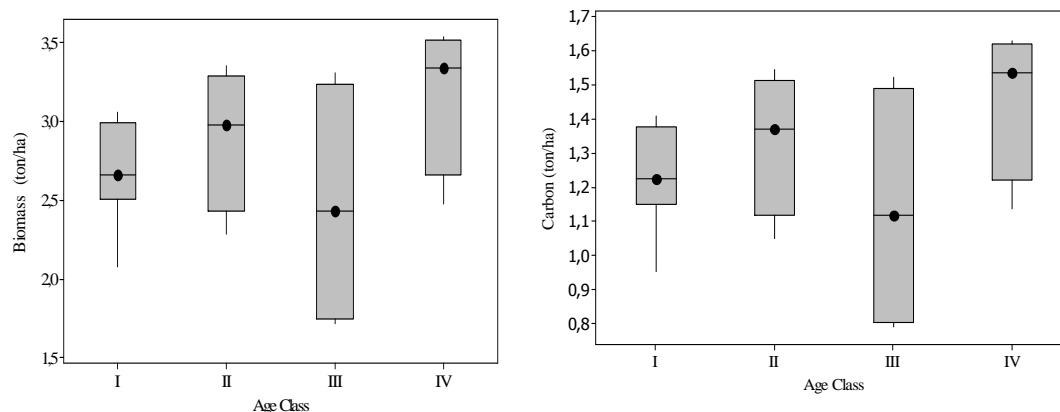 3,5
3,0
2,5
2,0
1,5
Biomass (ton/ha)
I II III IV
Age Class
1,7
1,6
1,5
1,4
1,3
1,2
1,1
1,0
0,9
0,8
Carbon (ton/ha)
I II III IV
Age Class